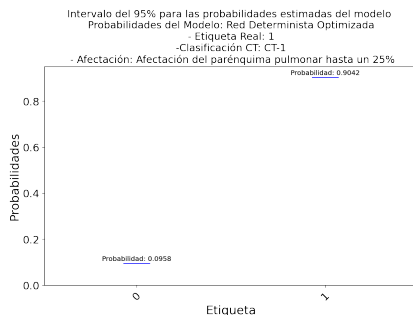 Intervalo del 95% para las probabilidades estimadas del modelo
Probabilidades del Modelo: Red Determinista Optimizada
- Etiqueta Real: 1
-Clasificación CT: CT-1
- Afectación: Afectación del parénquima pulmonar hasta un 25%
Probabilidad: 0.9042
0.8
0.6
Probabilidades
0.4
0.2
Probabilidad: 0.0958
0.0
0
1
Etiqueta